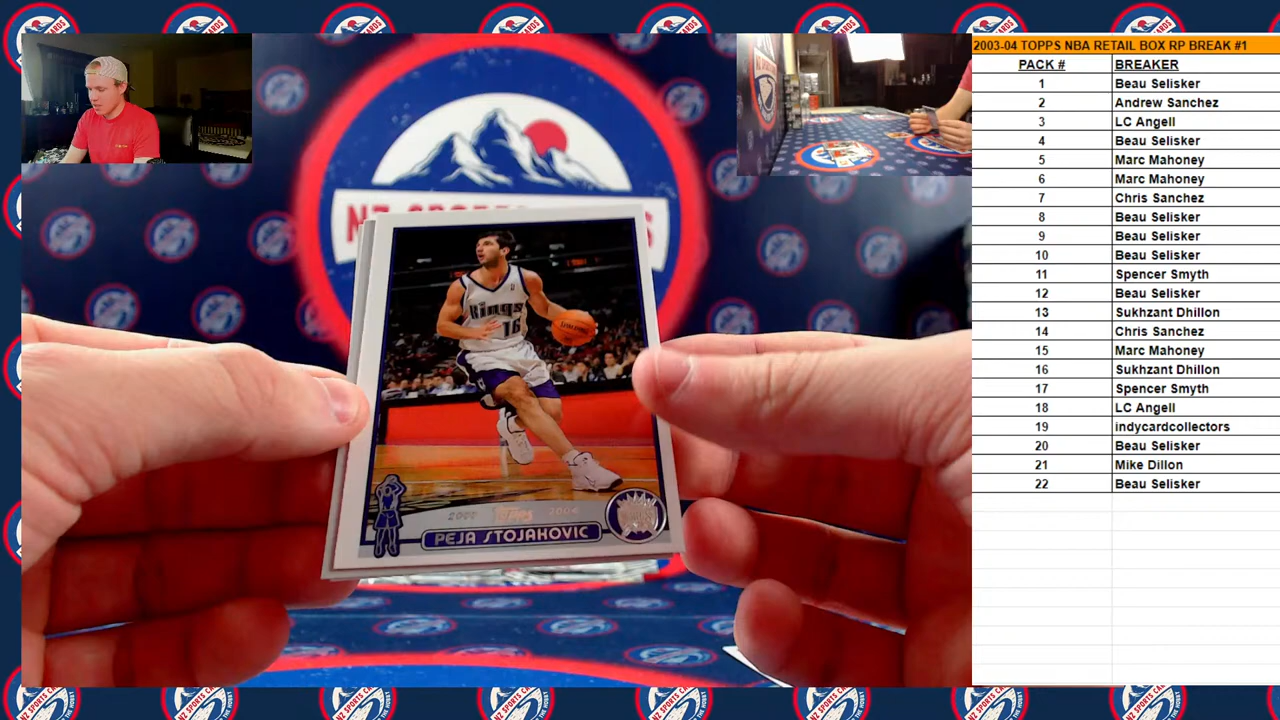 2003-04 TOPPS NBA RETAIL BOX RP BREAK #1
PACK # BREAKER
1 Beau Selisker
2 Andrew Sanchez
3 LC Angell
4 Beau Selisker
5 Marc Mahoney
6 Marc Mahoney
7 Chris Sanchez
8 Beau Selisker
9 Beau Selisker
10 Beau Selisker
11 Spencer Smyth
12 Beau Selisker
13 Sukhzant Dhillon
14 Chris Sanchez
15 Marc Mahoney
16 Sukhzant Dhillon
17 Spencer Smyth
18 LC Angell
19 indycardcollectors
20 Beau Selisker
21 Mike Dillon
22 Beau Selisker
NZ SPORTS
Kings
16
SPALDING
Topps
PEJA STOJAKOVIC